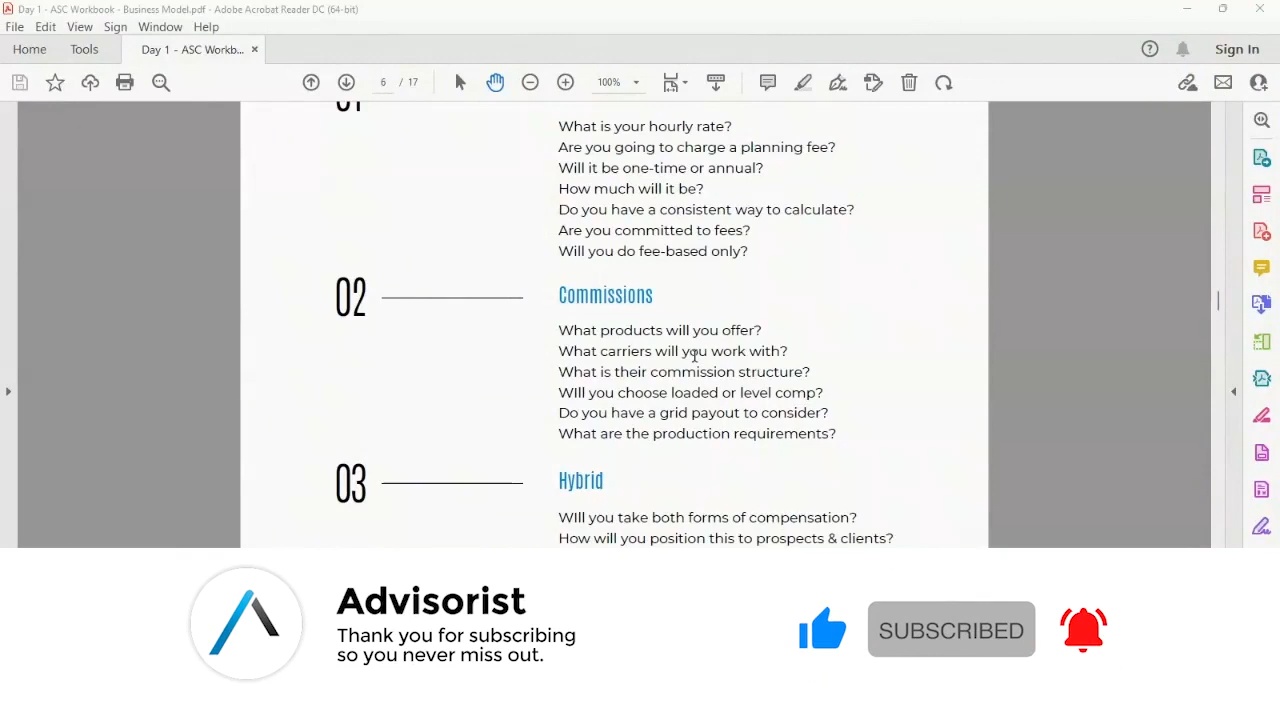 Day 1 - ASC Workbook - Business Model.pdf - Adobe Acrobat Reader DC (64-bit)
File Edit View Sign Window Help
Home Tools Day 1 - ASC Workb... Sign In
6 / 17 100%
01
What is your hourly rate?
Are you going to charge a planning fee?
Will it be one-time or annual?
How much will it be?
Do you have a consistent way to calculate?
Are you committed to fees?
Will you do fee-based only?
02
Commissions
What products will you offer?
What carriers will you work with?
What is their commission structure?
WIll you choose loaded or level comp?
Do you have a grid payout to consider?
What are the production requirements?
03
Hybrid
WIll you take both forms of compensation?
How will you position this to prospects & clients?
Advisorist
Thank you for subscribing
so you never miss out.
SUBSCRIBED